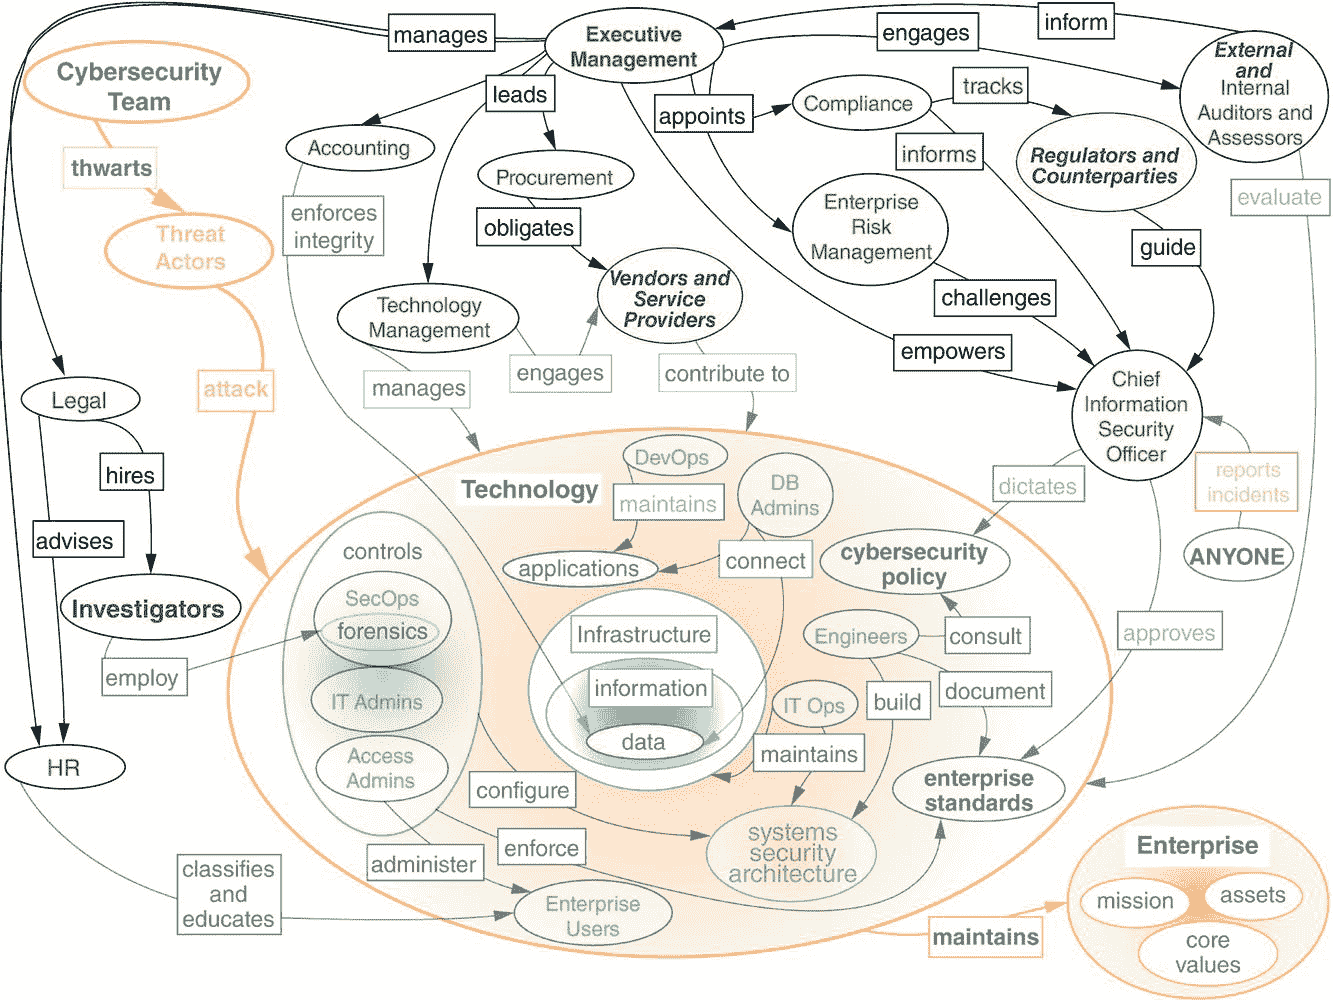 manages
Executive
Management
engages
inform
External
and
Internal
Auditors and
Assessors
Cybersecurity
Team
leads
appoints
Compliance
tracks
thwarts
Accounting
Procurement
informs
Regulators and
Counterparties
evaluate
enforces
integrity
obligates
Enterprise
Risk
Management
guide
Threat
Actors
Technology
Management
Vendors and
Service
Providers
challenges
empowers
attack
manages
engages
contribute to
Chief
Information
Security
Officer
Legal
hires
advises
Technology
DevOps
maintains
DB
Admins
dictates
reports
incidents
ANYONE
controls
SecOps
forensics
applications
connect
cybersecurity
policy
Investigators
employ
Infrastructure
information
data
Engineers
consult
approves
IT Admins
IT Ops
build
document
maintains
HR
Access
Admins
configure
enterprise
standards
systems
security
architecture
enforce
administer
classifies
and
educates
Enterprise
Users
maintains
Enterprise
mission
assets
core
values